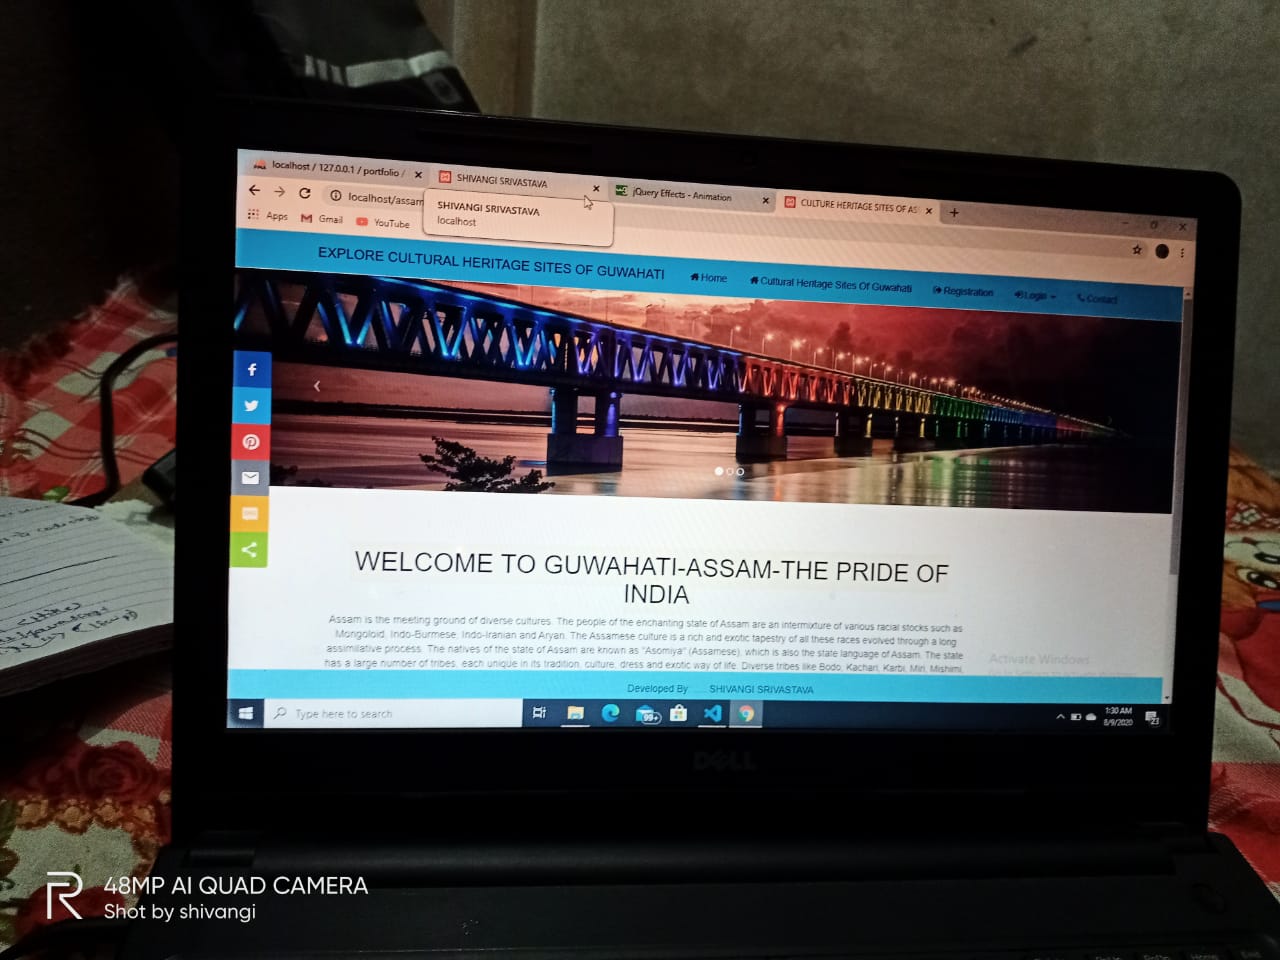 localhost / 127.0.0.1 / portfolio /
SHIVANGI SRIVASTAVA
jQuery Effects - Animation
CULTURE HERITAGE SITES OF AS
localhost/assam
SHIVANGI SRIVASTAVA
localhost
Apps
Gmail
YouTube
EXPLORE CULTURAL HERITAGE SITES OF GUWAHATI
Home
Cultural Heritage Sites Of Guwahati
Registration
Login
Contact
WELCOME TO GUWAHATI-ASSAM-THE PRIDE OF
INDIA
Assam is the meeting ground of diverse cultures. The people of the enchanting state of Assam are an intermixture of various racial stocks such as
Mongoloid, Indo-Burmese, Indo-Iranian and Aryan. The Assamese culture is a rich and exotic tapestry of all these races evolved through a long
assimilative process. The natives of the state of Assam are known as "Asomiya" (Assamese), which is also the state language of Assam. The state
has a large number of tribes, each unique in its tradition, culture, dress and exotic way of life. Diverse tribes like Bodo, Kachari, Karbi, Miri, Mishimi,
Activate Windows
Developed By: ..... SHIVANGI SRIVASTAVA
Type here to search
99+
1:30 AM
8/9/2020
23
DELL
48MP AI QUAD CAMERA
Shot by shivangi